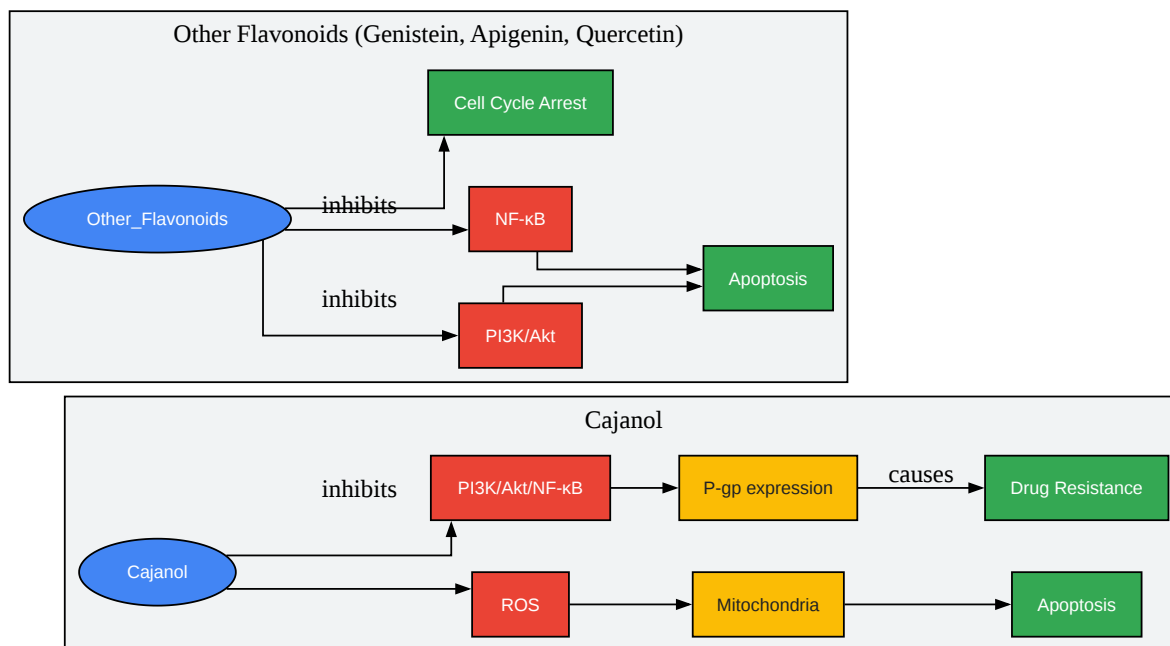 Other Flavonoids (Genistein, Apigenin, Quercetin)
Cell Cycle Arrest
inhibits
Other_Flavonoids
NF-κB
Apoptosis
inhibits
PI3K/Akt
Cajanol
inhibits
PI3K/Akt/NF-κB
P-gp expression
causes
Drug Resistance
Cajanol
ROS
Mitochondria
Apoptosis